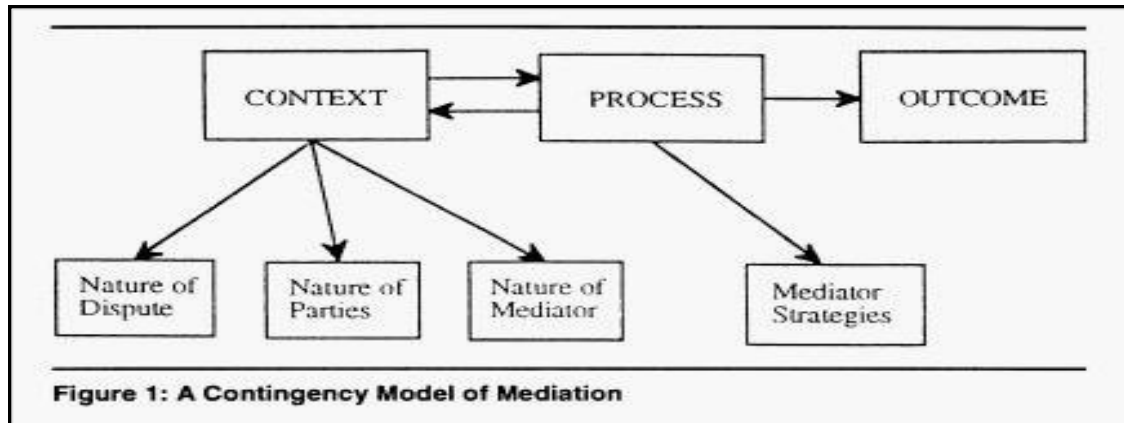 CONTEXT
PROCESS
OUTCOME
Nature of
Dispute
Nature of
Parties
Nature of
Mediator
Mediator
Strategies
Figure 1: A Contingency Model of Mediation